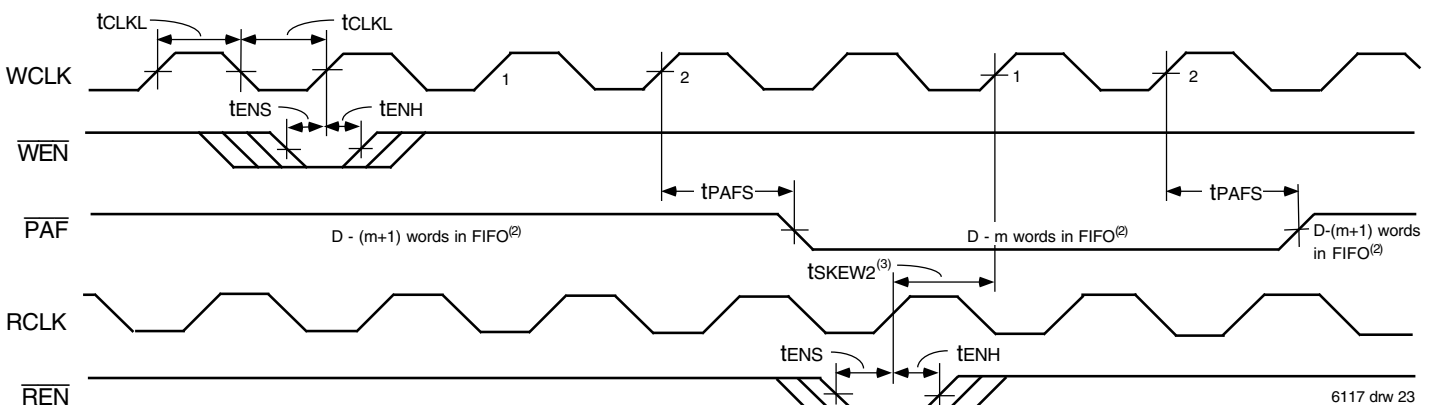 tCLKL tCLKL
WCLK 1 2 1 2
tENS tENH
WEN
tPAFS tPAFS
PAF
D - (m+1) words in FIFO(2) D - m words in FIFO(2) D-(m+1) words
in FIFO(2)
tSKEW2(3)
RCLK
tENS tENH
REN
6117 drw 23